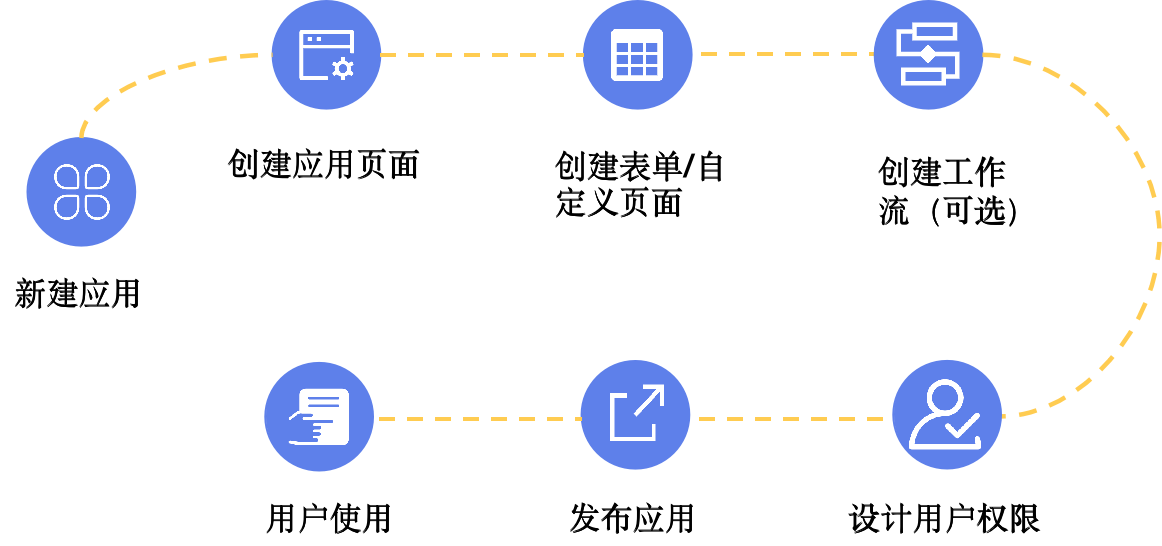 新建应用
创建应用页面
创建表单/自
定义页面
创建工作
流（可选）
设计用户权限
发布应用
用户使用